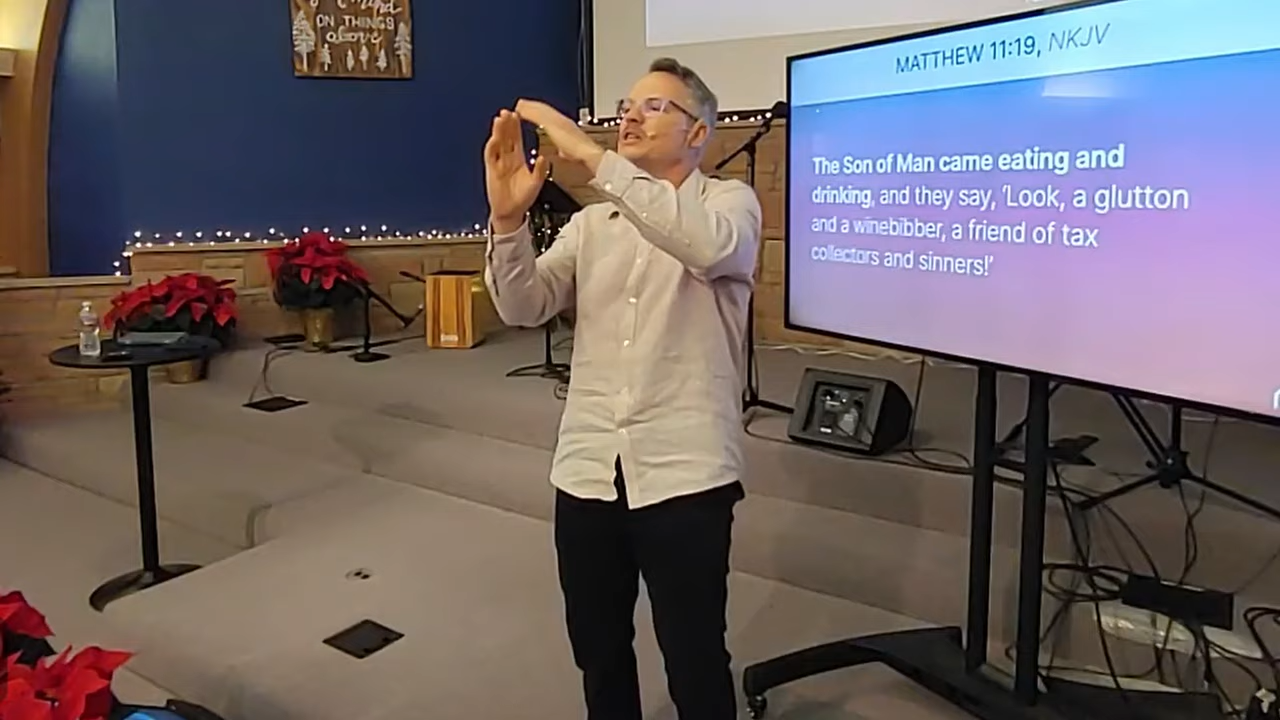 mind
ON THINGS
above
MATTHEW 11:19, NKJV
The Son of Man came eating and
drinking, and they say, ‘Look, a glutton
and a winebibber, a friend of tax
collectors and sinners!’